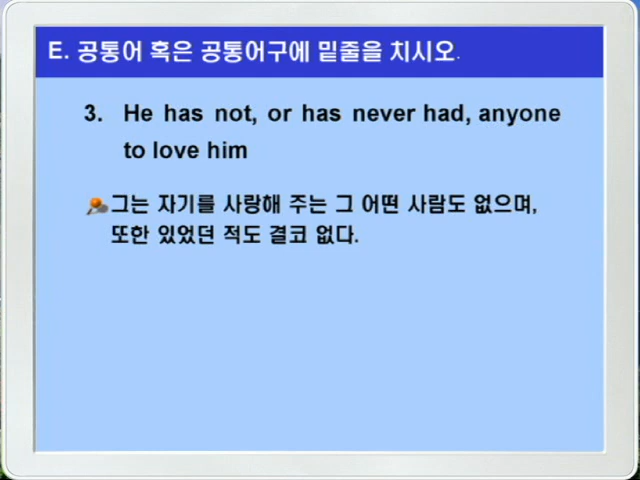 E. 공통어 혹은 공통어구에 밑줄을 치시오.
3. He has not, or has never had, anyone
to love him
그는 자기를 사랑해 주는 그 어떤 사람도 없으며,
또한 있었던 적도 결코 없다.